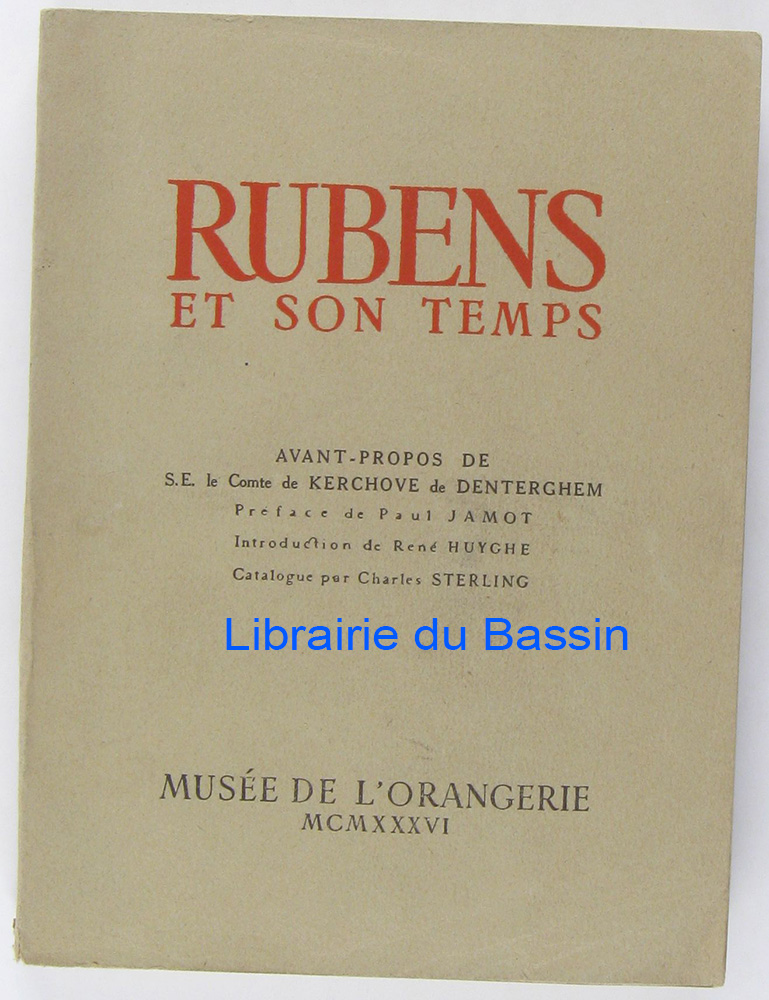 RUBENS
ET SON TEMPS
AVANT-PROPOS DE
S.E. le Comte de KERCHOVE de DENTERGHEM
Préface de Paul JAMOT
Introduction de René HUYGHE
Catalogue par Charles STERLING
Librairie du Bassin
MUSÉE DE L'ORANGERIE
MCMXXXVI